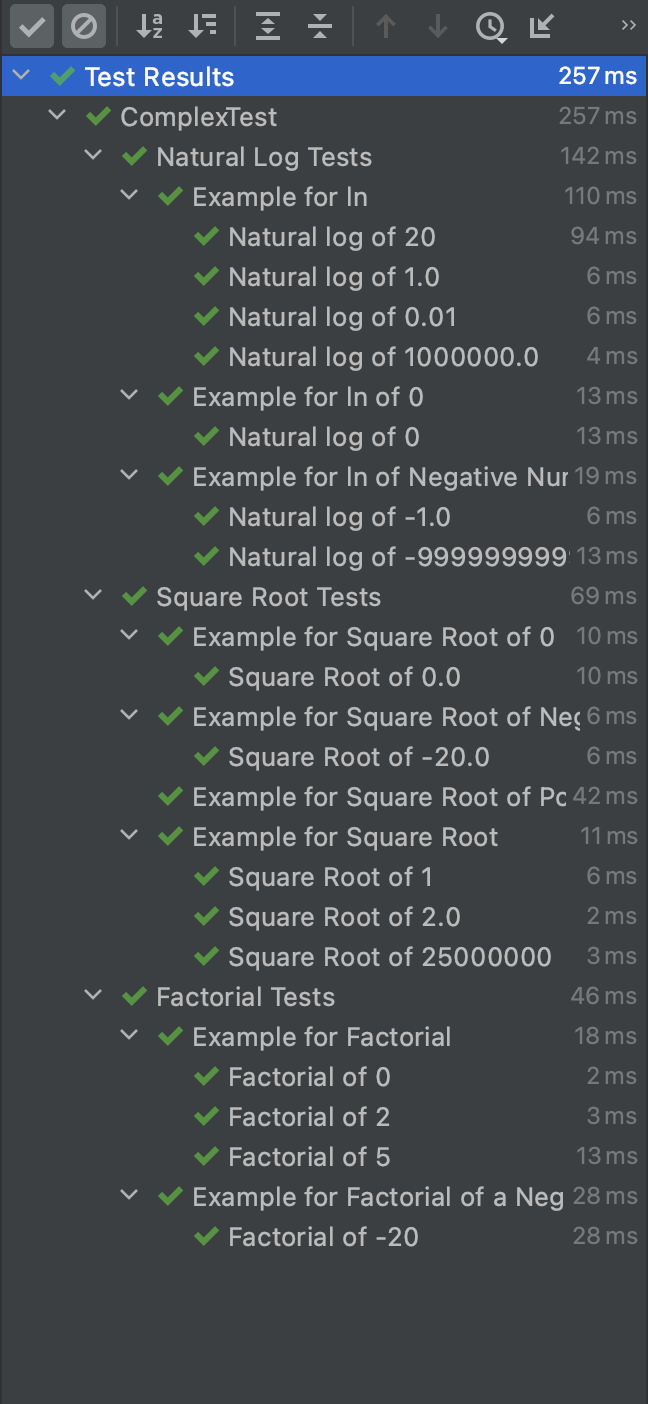 Test Results 257 ms
ComplexTest 257 ms
Natural Log Tests 142 ms
Example for ln 110 ms
Natural log of 20 94 ms
Natural log of 1.0 6 ms
Natural log of 0.01 6 ms
Natural log of 1000000.0 4 ms
Example for ln of 0 13 ms
Natural log of 0 13 ms
Example for ln of Negative 19 ms
Natural log of -1.0 6 ms
Natural log of -9999999999 13 ms
Square Root Tests 69 ms
Example for Square Root of 0 10 ms
Square Root of 0.0 10 ms
Example for Square Root of Neg 6 ms
Square Root of -20.0 6 ms
Example for Square Root of Po 42 ms
Example for Square Root 11 ms
Square Root of 1 6 ms
Square Root of 2.0 2 ms
Square Root of 25000000 3 ms
Factorial Tests 46 ms
Example for Factorial 18 ms
Factorial of 0 2 ms
Factorial of 2 3 ms
Factorial of 5 13 ms
Example for Factorial of a Neg 28 ms
Factorial of -20 28 ms